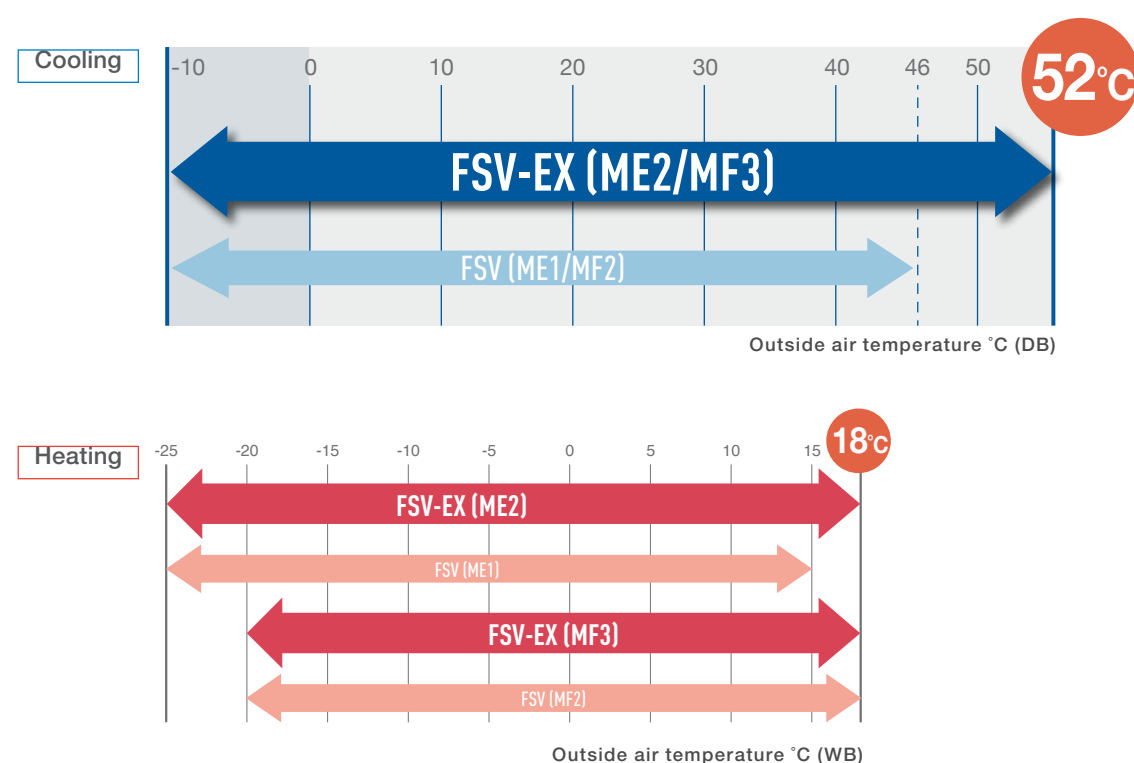 Cooling
-10 0 10 20 30 40 46 50 52°C
FSV-EX (ME2/MF3)
FSV (ME1/MF2)
Outside air temperature ˚C (DB)
Heating
-25 -20 -15 -10 -5 0 5 10 15 18°C
FSV-EX (ME2)
FSV (ME1)
FSV-EX (MF3)
FSV (MF2)
Outside air temperature ˚C (WB)